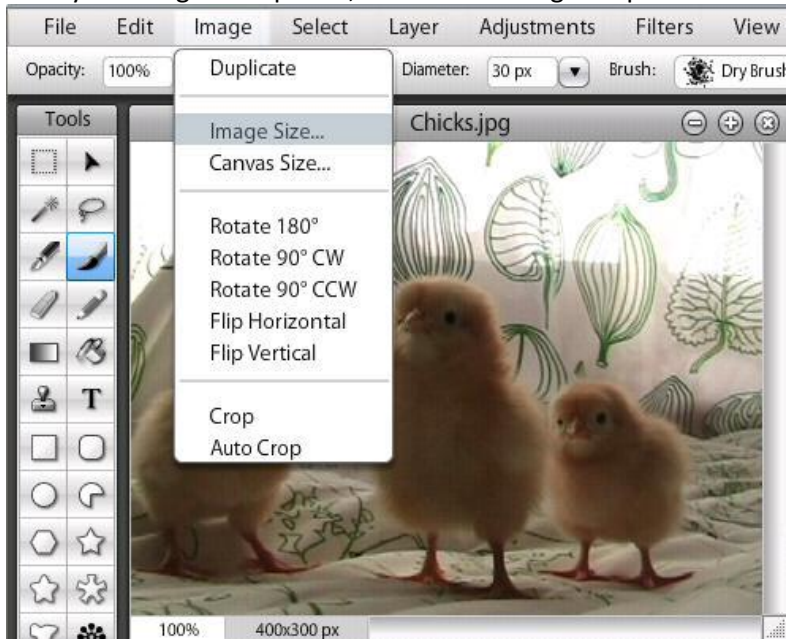 File Edit Image Select Layer Adjustments Filters View
Opacity: 100% Diameter: 30 px Brush: Dry Brush
Tools
Chicks.jpg
Duplicate
Image Size...
Canvas Size...
Rotate 180°
Rotate 90° CW
Rotate 90° CCW
Flip Horizontal
Flip Vertical
Crop
Auto Crop
T
100% 400x300 px